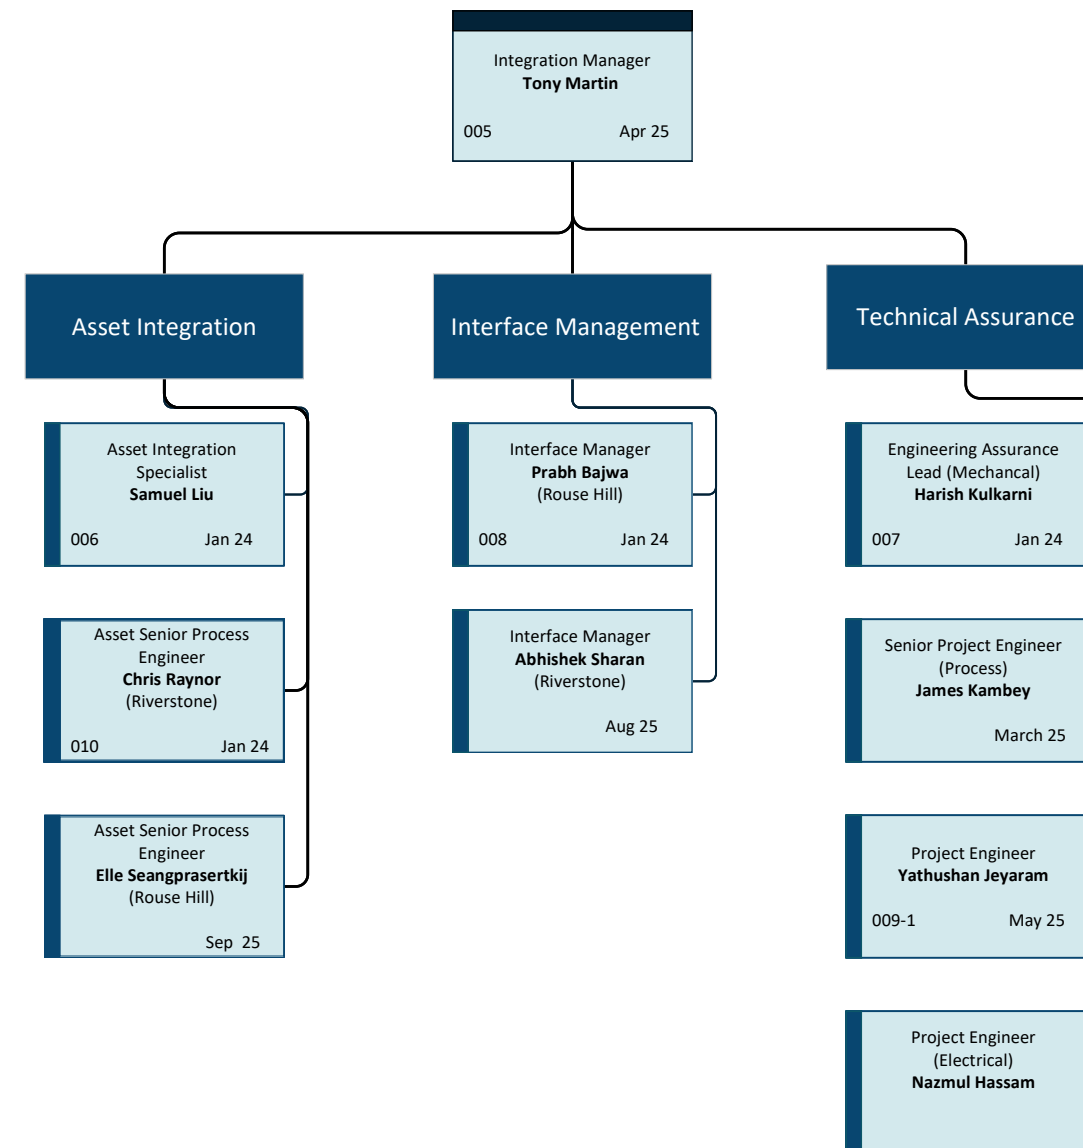 Integration Manager
Tony Martin
005 Apr 25
Asset Integration
Interface Management
Technical Assurance
Asset Integration
Specialist
Samuel Liu
006 Jan 24
Asset Senior Process
Engineer
Chris Raynor
(Riverstone)
010 Jan 24
Asset Senior Process
Engineer
Elle Seangprasertkij
(Rouse Hill)
Sep 25
Interface Manager
Prabh Bajwa
(Rouse Hill)
008 Jan 24
Interface Manager
Abhishek Sharan
(Riverstone)
Aug 25
Engineering Assurance
Lead (Mechancal)
Harish Kulkarni
007 Jan 24
Senior Project Engineer
(Process)
James Kambey
March 25
Project Engineer
Yathushan Jeyaram
009-1 May 25
Project Engineer
(Electrical)
Nazmul Hassam